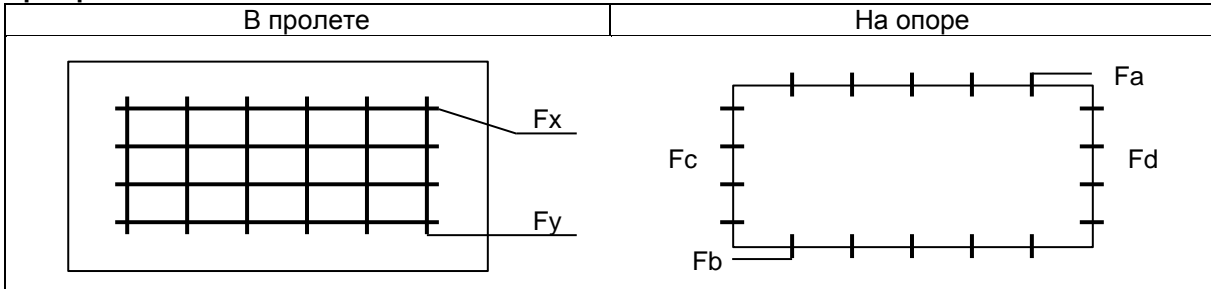 В пролете
На опоре
Fx
Fy
Fa
Fc
Fd
Fb